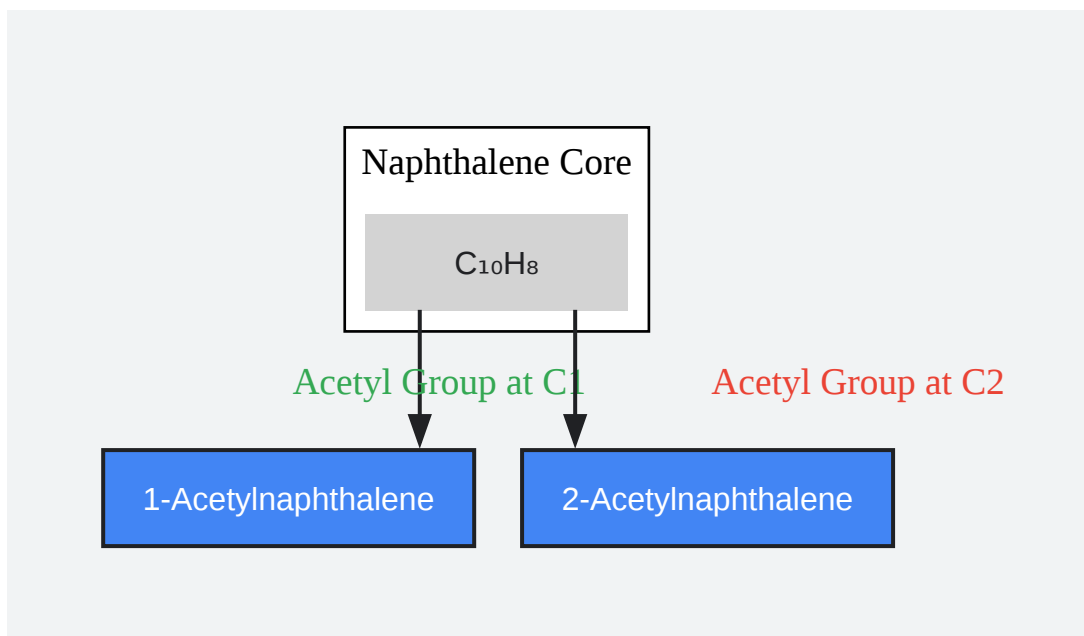 Naphthalene Core
C₁₀H₈
Acetyl Group at C1
Acetyl Group at C2
1-Acetylnaphthalene
2-Acetylnaphthalene